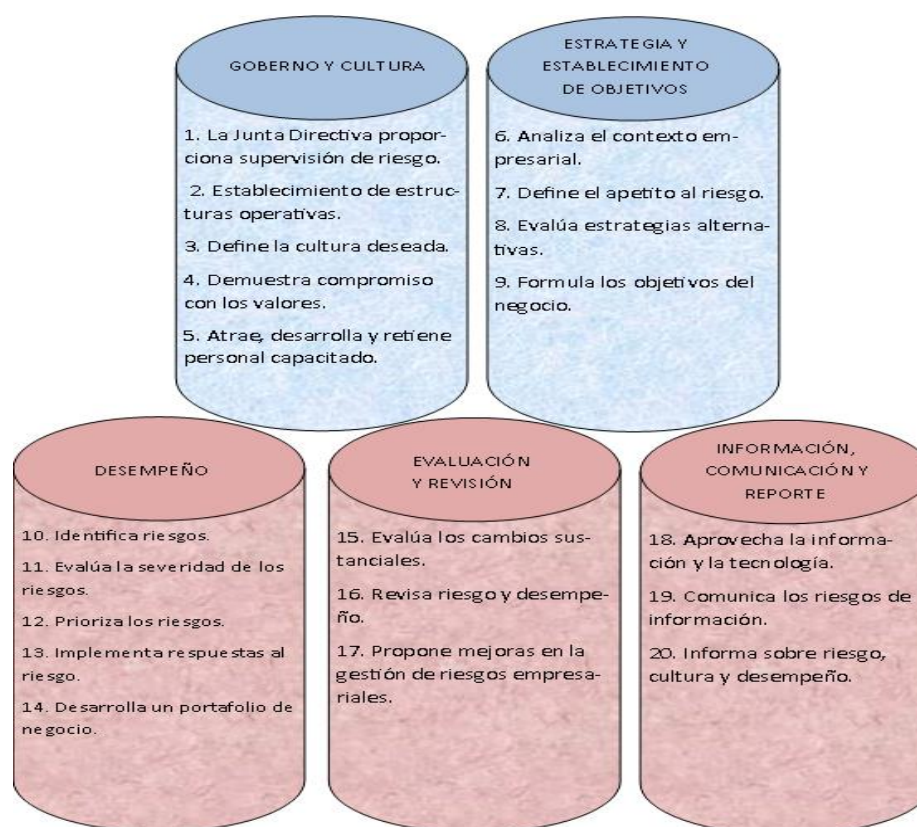 GOBIERNO Y CULTURA
1. La Junta Directiva propor-
ciona supervisión de riesgo.
2. Establecimiento de estruc-
turas operativas.
3. Define la cultura deseada.
4. Demuestra compromiso
con los valores.
5. Atrae, desarrolla y retiene
personal capacitado.
ESTRATEGIA Y
ESTABLECIMIENTO
DE OBJETIVOS
6. Analiza el contexto em-
presarial.
7. Define el apetito al riesgo.
8. Evalúa estrategias alterna-
tivas.
9. Formula los objetivos del
negocio.
DESEMPEÑO
10. Identifica riesgos.
11. Evalúa la severidad de los
riesgos.
12. Prioriza los riesgos.
13. Implementa respuestas al
riesgo.
14. Desarrolla un portafolio de
negocio.
EVALUACIÓN
Y REVISIÓN
15. Evalúa los cambios sus-
tanciales.
16. Revisa riesgo y desempe-
ño.
17. Propone mejoras en la
gestión de riesgos empresa-
riales.
INFORMACIÓN,
COMUNICACIÓN Y
REPORTE
18. Aprovecha la informa-
ción y la tecnología.
19. Comunica los riesgos de
información.
20. Informa sobre riesgo,
cultura y desempeño.